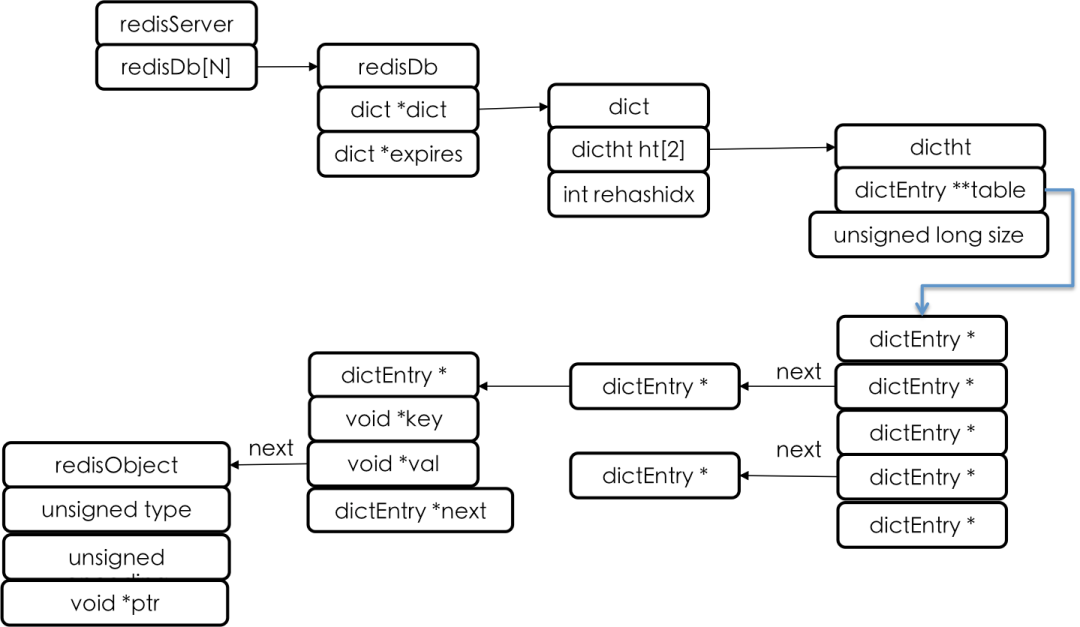 redisServer
redisDb[N]
redisDb
dict *dict
dict *expires
dict
dictht ht[2]
int rehashidx
dictht
dictEntry **table
unsigned long size
dictEntry *
dictEntry *
dictEntry *
dictEntry *
dictEntry *
next
next
dictEntry *
dictEntry *
dictEntry *
void *key
void *val
dictEntry *next
next
redisObject
unsigned type
unsigned
void *ptr